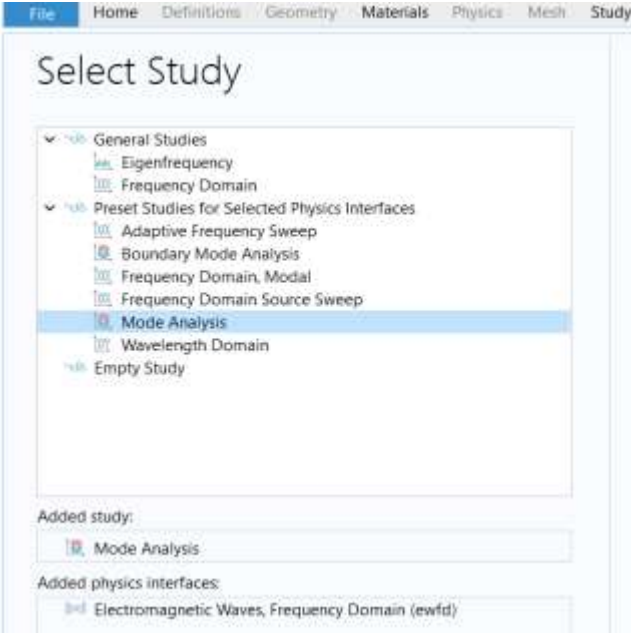 File Home Definitions Geometry Materials Physics Mesh Study
Select Study
General Studies
Eigenfrequency
Frequency Domain
Preset Studies for Selected Physics Interfaces
Adaptive Frequency Sweep
Boundary Mode Analysis
Frequency Domain, Modal
Frequency Domain Source Sweep
Mode Analysis
Wavelength Domain
Empty Study
Added study:
Mode Analysis
Added physics interfaces:
Electromagnetic Waves, Frequency Domain (ewfd)